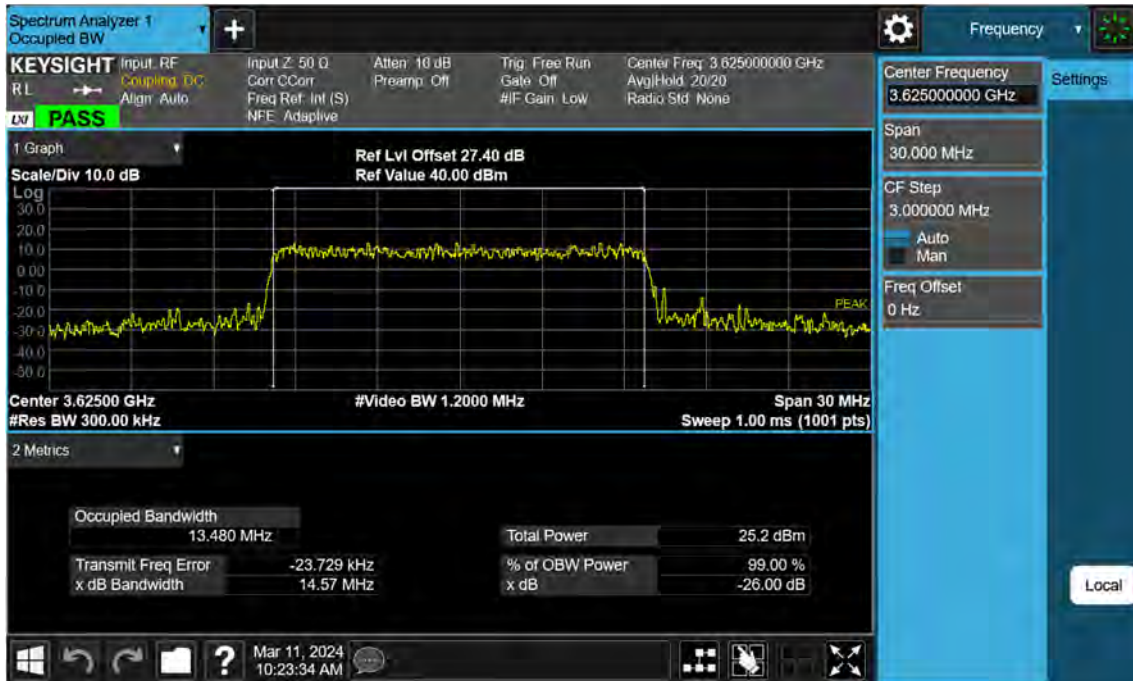 Spectrum Analyzer 1
Occupied BW
Frequency
KEYSIGHT
RL
LXI
PASS
Input: RF
Coupling: DC
Align: Auto
Input Z: 50 Ω
Corr CCorr
Freq Ref: Int (S)
NFE: Adaptive
Atten: 10 dB
Preamp: Off
Trig: Free Run
Gate: Off
#IF Gain: Low
Center Freq: 3.625000000 GHz
Avg|Hold: 20/20
Radio Std: None
Center Frequency
3.625000000 GHz
Settings
Span
30.000 MHz
CF Step
3.000000 MHz
Auto
Man
Freq Offset
0 Hz
1 Graph
Scale/Div 10.0 dB
Ref Lvl Offset 27.40 dB
Ref Value 40.00 dBm
Log
30.0
20.0
10.0
0.00
-10.0
-20.0
-30.0
-40.0
-50.0
PEAK
Center 3.62500 GHz
#Video BW 1.2000 MHz
Span 30 MHz
#Res BW 300.00 kHz
Sweep 1.00 ms (1001 pts)
2 Metrics
Occupied Bandwidth
13.480 MHz
Total Power 25.2 dBm
Transmit Freq Error -23.729 kHz
% of OBW Power 99.00 %
x dB Bandwidth 14.57 MHz
x dB -26.00 dB
Local
?
Mar 11, 2024
10:23:34 AM